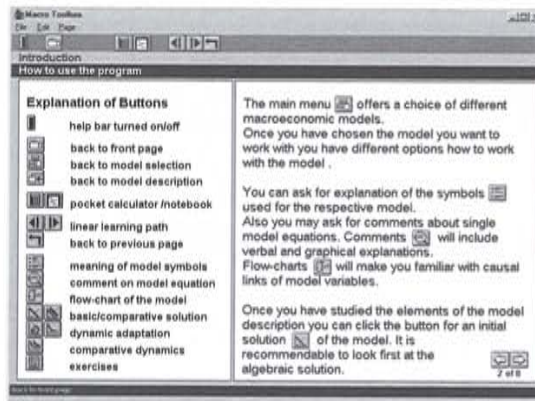 Macro Toolbox
File Edit Page
Introduction
How to use the program
Explanation of Buttons
help bar turned on/off
back to front page
back to model selection
back to model description
pocket calculator /notebook
linear learning path
back to previous page
meaning of model symbols
comment on model equation
flow-chart of the model
basic/comparative solution
dynamic adaptation
comparative dynamics
exercises
The main menu offers a choice of different
macroeconomic models.
Once you have chosen the model you want to
work with you have different options how to work
with the model .
You can ask for explanation of the symbols
used for the respective model.
Also you may ask for comments about single
model equations. Comments will include
verbal and graphical explanations.
Flow-charts will make you familiar with causal
links of model variables.
Once you have studied the elements of the model
description you can click the button for an initial
solution of the model. It is
recommendable to look first at the
algebraic solution.
2 of 8
back to front page